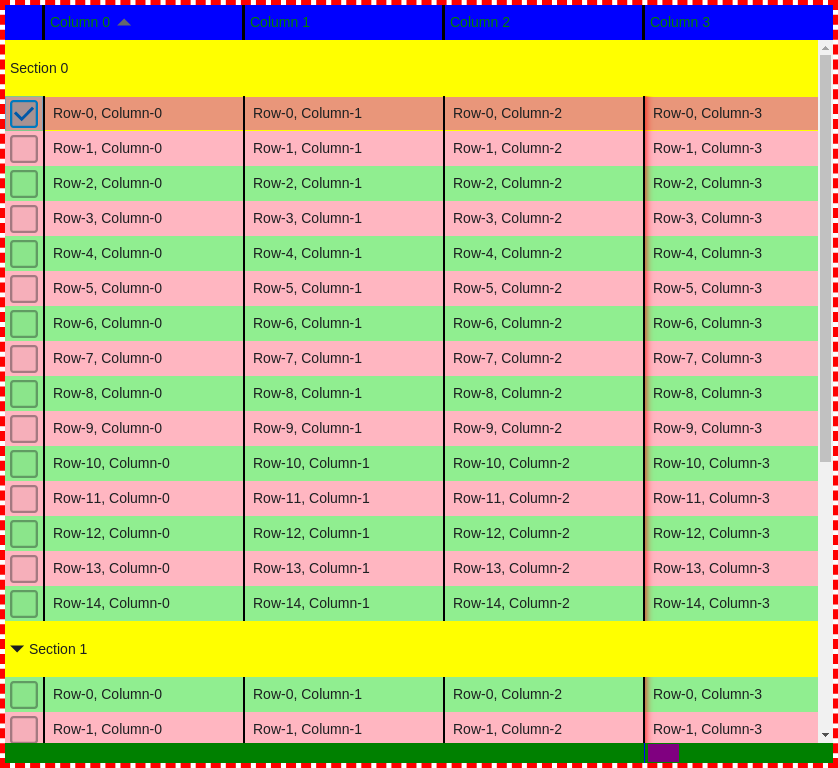 Column 0 Column 1 Column 2 Column 3
Section 0
Row-0, Column-0 Row-0, Column-1 Row-0, Column-2 Row-0, Column-3
Row-1, Column-0 Row-1, Column-1 Row-1, Column-2 Row-1, Column-3
Row-2, Column-0 Row-2, Column-1 Row-2, Column-2 Row-2, Column-3
Row-3, Column-0 Row-3, Column-1 Row-3, Column-2 Row-3, Column-3
Row-4, Column-0 Row-4, Column-1 Row-4, Column-2 Row-4, Column-3
Row-5, Column-0 Row-5, Column-1 Row-5, Column-2 Row-5, Column-3
Row-6, Column-0 Row-6, Column-1 Row-6, Column-2 Row-6, Column-3
Row-7, Column-0 Row-7, Column-1 Row-7, Column-2 Row-7, Column-3
Row-8, Column-0 Row-8, Column-1 Row-8, Column-2 Row-8, Column-3
Row-9, Column-0 Row-9, Column-1 Row-9, Column-2 Row-9, Column-3
Row-10, Column-0 Row-10, Column-1 Row-10, Column-2 Row-10, Column-3
Row-11, Column-0 Row-11, Column-1 Row-11, Column-2 Row-11, Column-3
Row-12, Column-0 Row-12, Column-1 Row-12, Column-2 Row-12, Column-3
Row-13, Column-0 Row-13, Column-1 Row-13, Column-2 Row-13, Column-3
Row-14, Column-0 Row-14, Column-1 Row-14, Column-2 Row-14, Column-3
Section 1
Row-0, Column-0 Row-0, Column-1 Row-0, Column-2 Row-0, Column-3
Row-1, Column-0 Row-1, Column-1 Row-1, Column-2 Row-1, Column-3